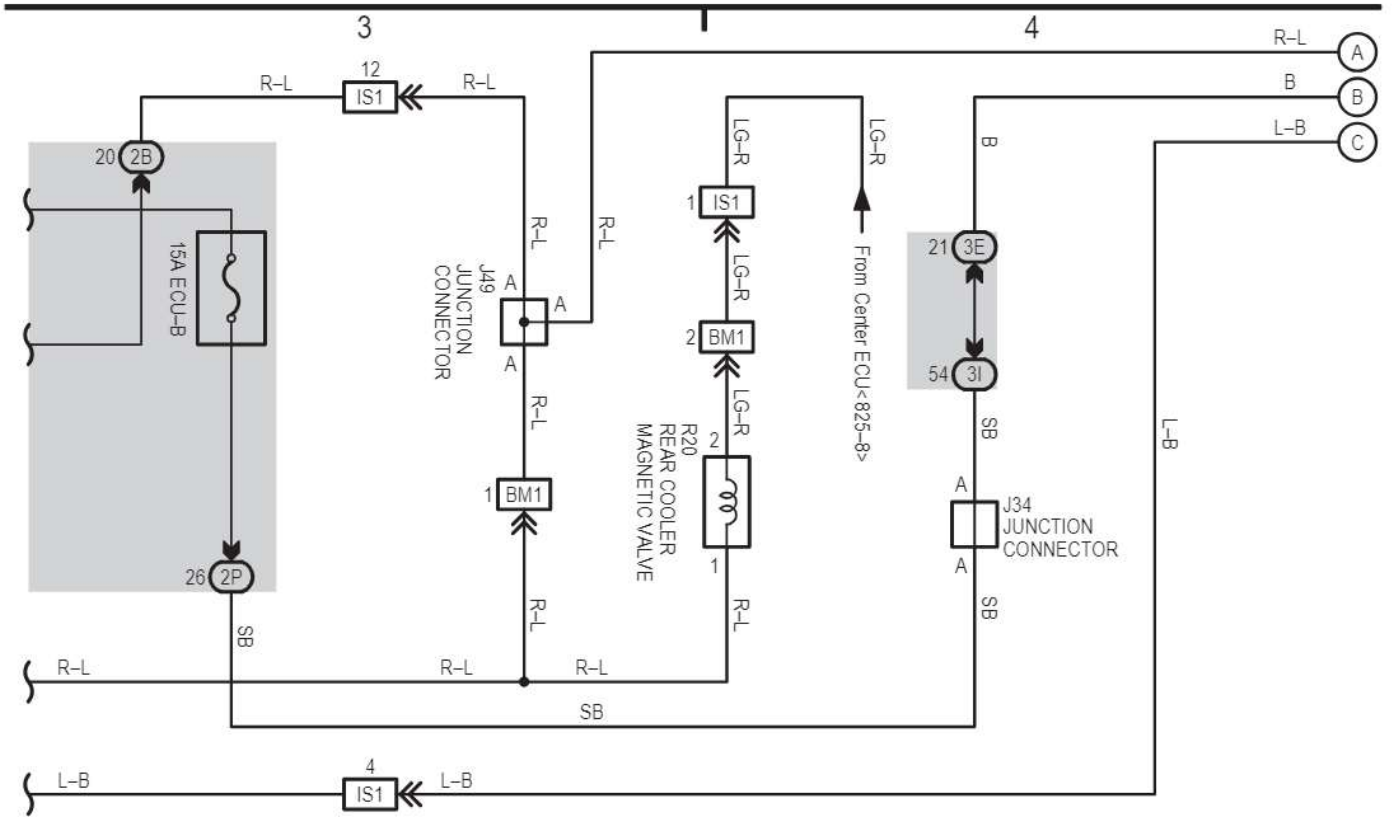 3
4
R–L
A
B
B
L–B
C
R–L
12
IS1
R–L
20
2B
LG–R
LG–R
B
1
IS1
R–L
R–L
LG–R
From Center ECU<825–8>
21
3E
15A ECU–B
J49
JUNCTION
CONNECTOR
A
A
A
2
BM1
54
3I
R–L
LG–R
SB
L–B
R20
REAR COOLER
MAGNETIC VALVE
2
1
1
BM1
A
J34
JUNCTION
CONNECTOR
A
26
2P
SB
R–L
R–L
SB
R–L
R–L
R–L
SB
L–B
4
IS1
L–B